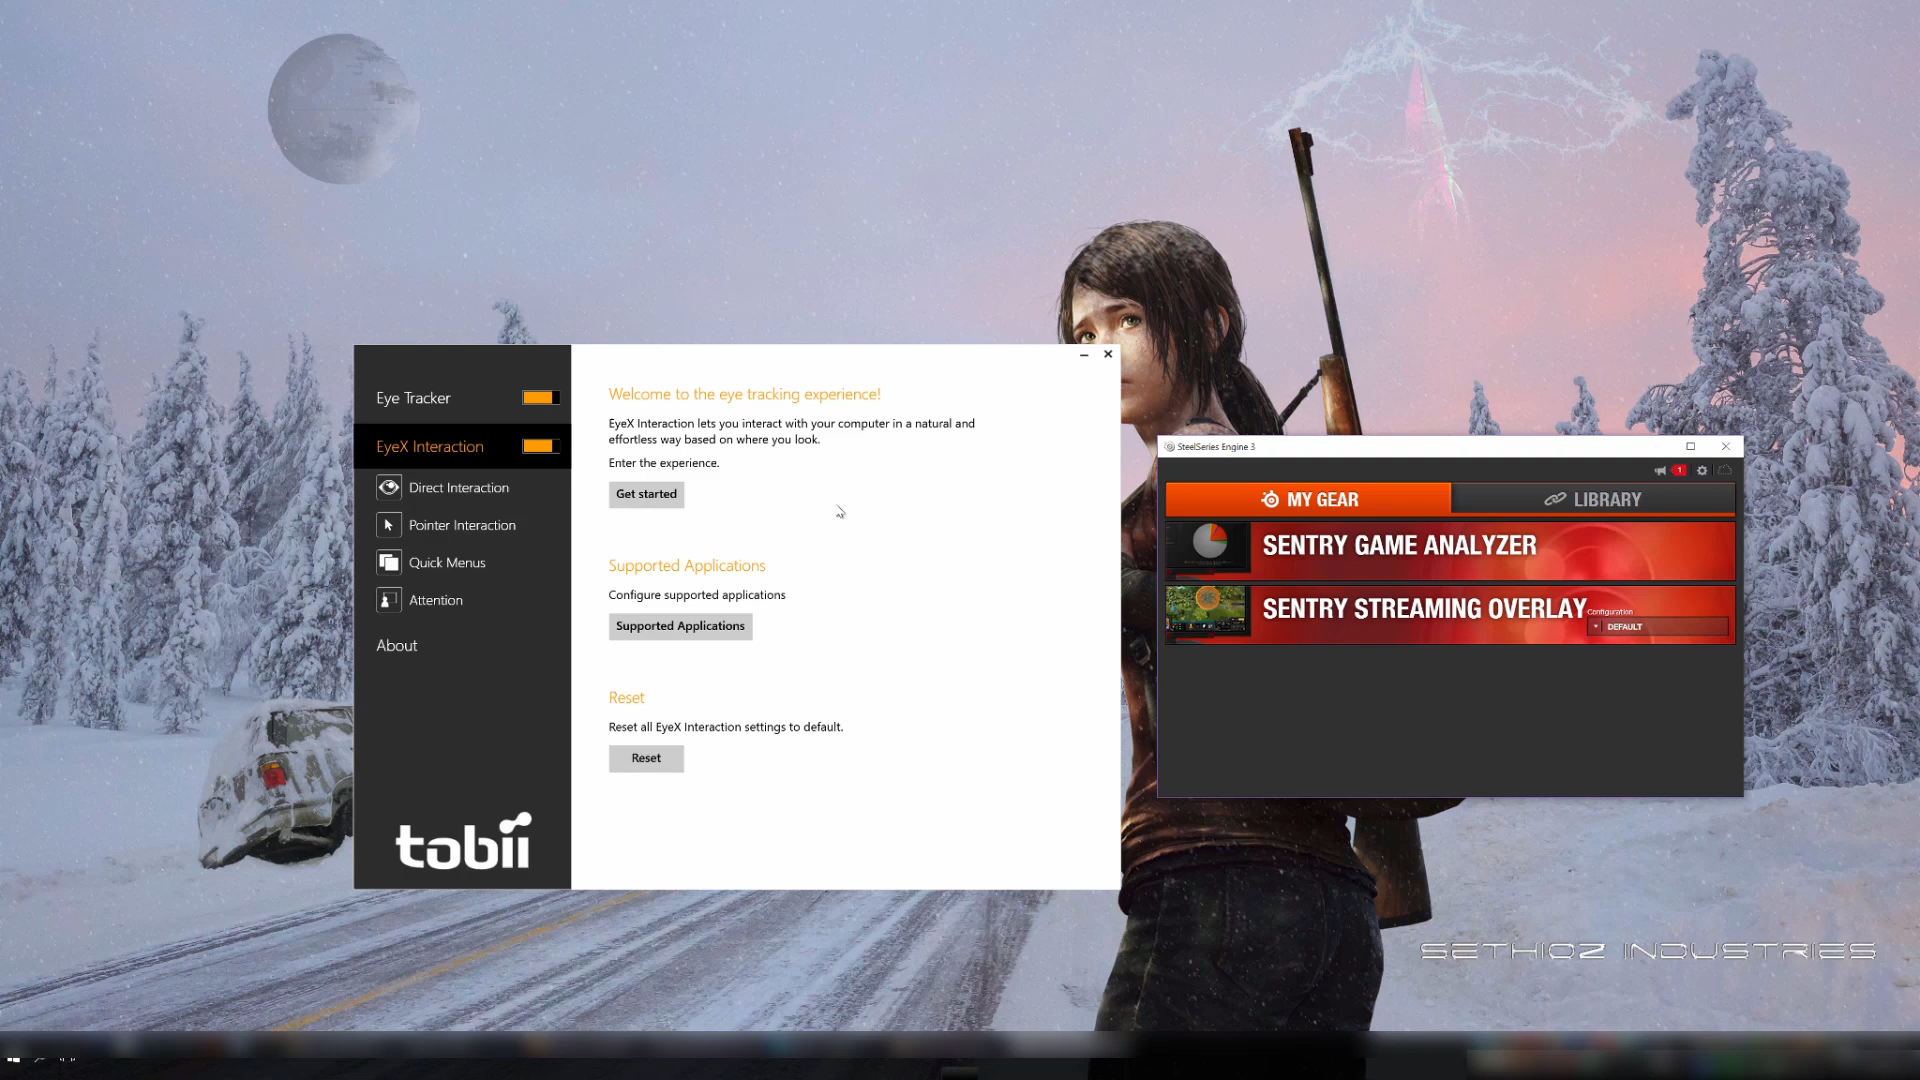 Eye Tracker
EyeX Interaction
Direct Interaction
Pointer Interaction
Quick Menus
Attention
About
tobii
Welcome to the eye tracking experience!
EyeX Interaction lets you interact with your computer in a natural and
effortless way based on where you look.
Enter the experience.
Get started
Supported Applications
Configure supported applications
Supported Applications
Reset
Reset all EyeX Interaction settings to default.
Reset
SteelSeries Engine 3
1
MY GEAR
LIBRARY
SENTRY GAME ANALYZER
SENTRY STREAMING OVERLAY
Configuration
DEFAULT
SETHIOZ INDUSTRIES